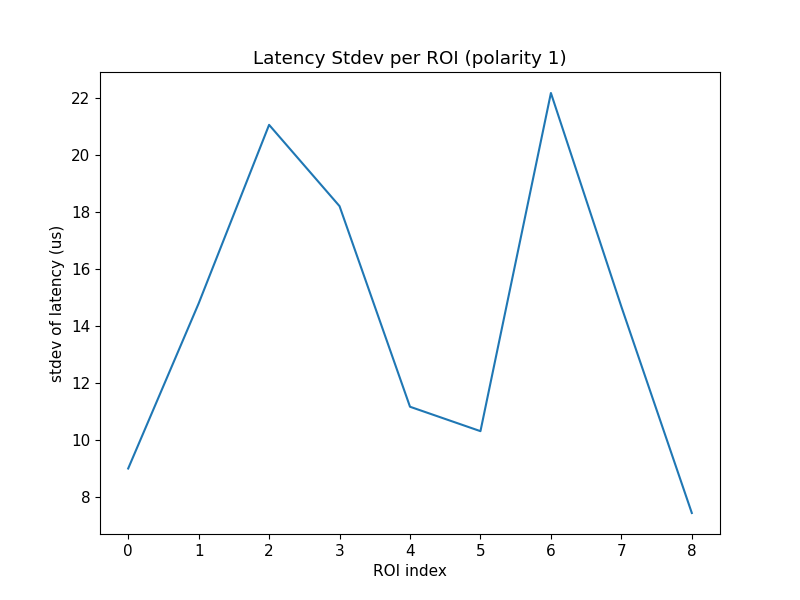 Latency Stdev per ROI (polarity 1)
stdev of latency (us)
22
20
18
16
14
12
10
8
0 1 2 3 4 5 6 7 8
ROI index